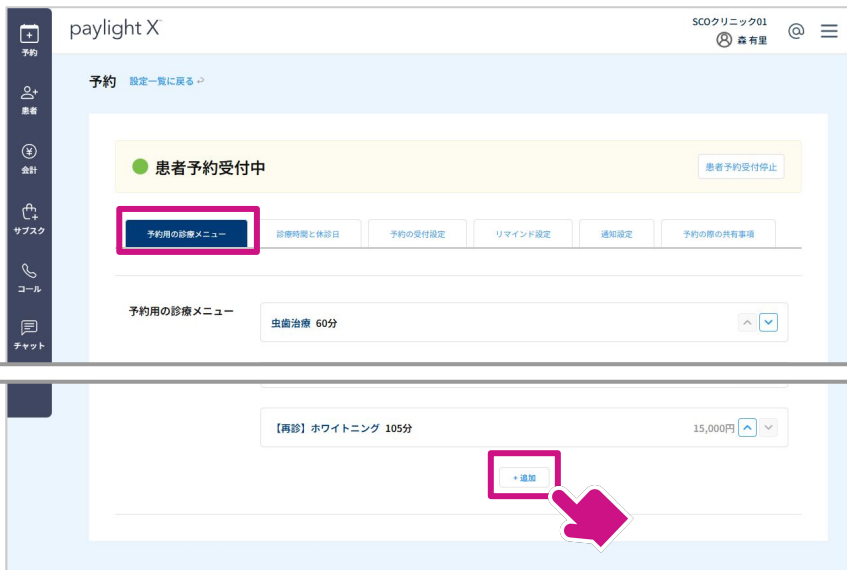 paylight X
SCOクリニック01
森 有里
予約
患者
会計
サブスク
コール
チャット
予約 設定一覧に戻る
患者予約受付中
患者予約受付停止
予約用の診療メニュー
診療時間と休診日
予約の受付設定
リマインド設定
通知設定
予約の際の共有事項
予約用の診療メニュー
虫歯治療 60分
【再診】ホワイトニング 105分
15,000円
+ 追加